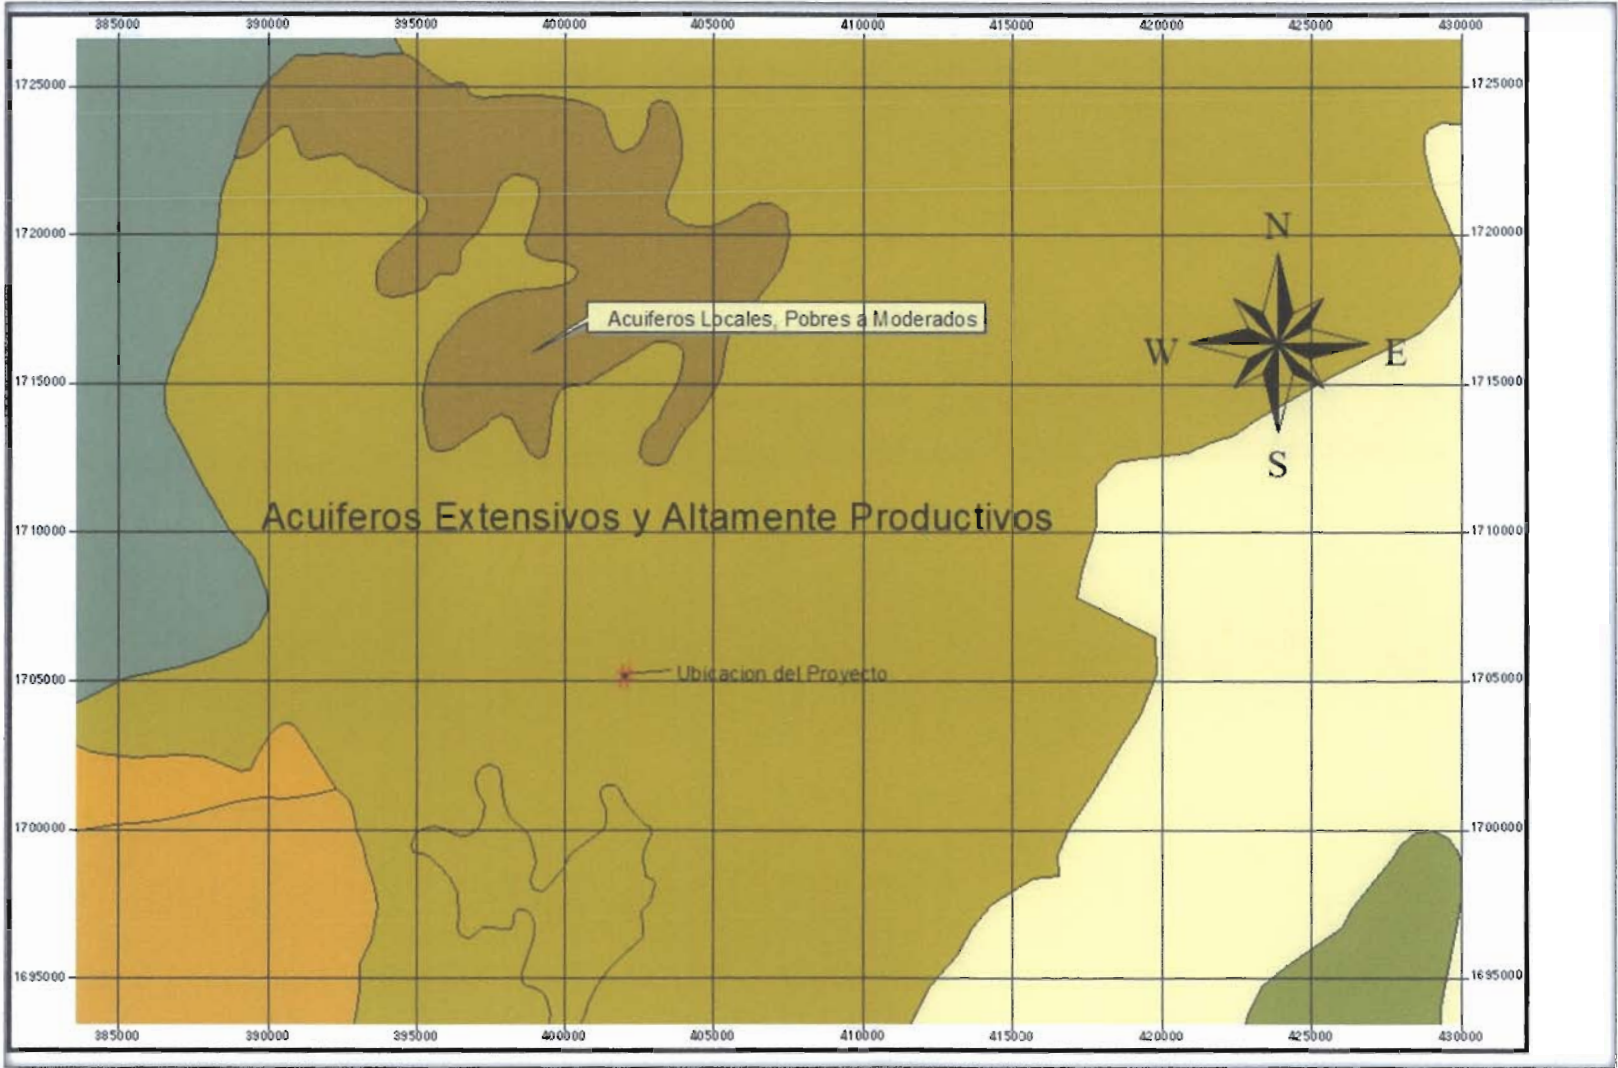 385000 390000 395000 400000 405000 410000 415000 420000 425000 430000
1725000 1725000
N
1720000 1720000
Acuiferos Locales, Pobres a Moderados
W E
1715000 1715000
S
Acuiferos Extensivos y Altamente Productivos
1710000 1710000
Ubicacion del Proyecto
1705000 1705000
1700000 1700000
1695000 1695000
385000 390000 395000 400000 405000 410000 415000 420000 425000 430000